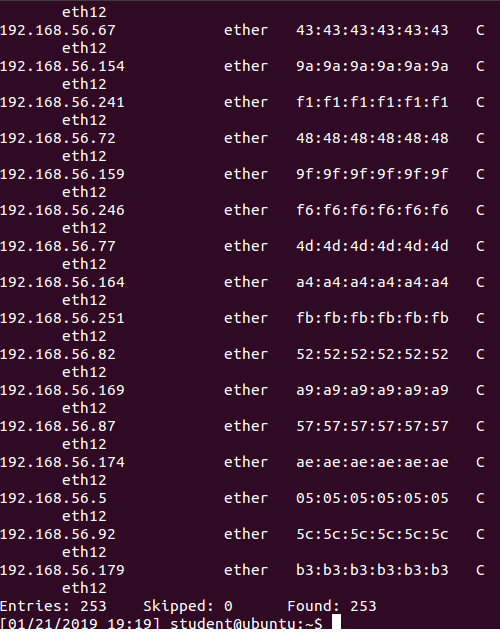 eth12
192.168.56.67 ether 43:43:43:43:43:43 C
eth12
192.168.56.154 ether 9a:9a:9a:9a:9a:9a C
eth12
192.168.56.241 ether f1:f1:f1:f1:f1:f1 C
eth12
192.168.56.72 ether 48:48:48:48:48:48 C
eth12
192.168.56.159 ether 9f:9f:9f:9f:9f:9f C
eth12
192.168.56.246 ether f6:f6:f6:f6:f6:f6 C
eth12
192.168.56.77 ether 4d:4d:4d:4d:4d:4d C
eth12
192.168.56.164 ether a4:a4:a4:a4:a4:a4 C
eth12
192.168.56.251 ether fb:fb:fb:fb:fb:fb C
eth12
192.168.56.82 ether 52:52:52:52:52:52 C
eth12
192.168.56.169 ether a9:a9:a9:a9:a9:a9 C
eth12
192.168.56.87 ether 57:57:57:57:57:57 C
eth12
192.168.56.174 ether ae:ae:ae:ae:ae:ae C
eth12
192.168.56.5 ether 05:05:05:05:05:05 C
eth12
192.168.56.92 ether 5c:5c:5c:5c:5c:5c C
eth12
192.168.56.179 ether b3:b3:b3:b3:b3:b3 C
eth12
Entries: 253 Skipped: 0 Found: 253
[01/21/2019 19:19] student@ubuntu:~$